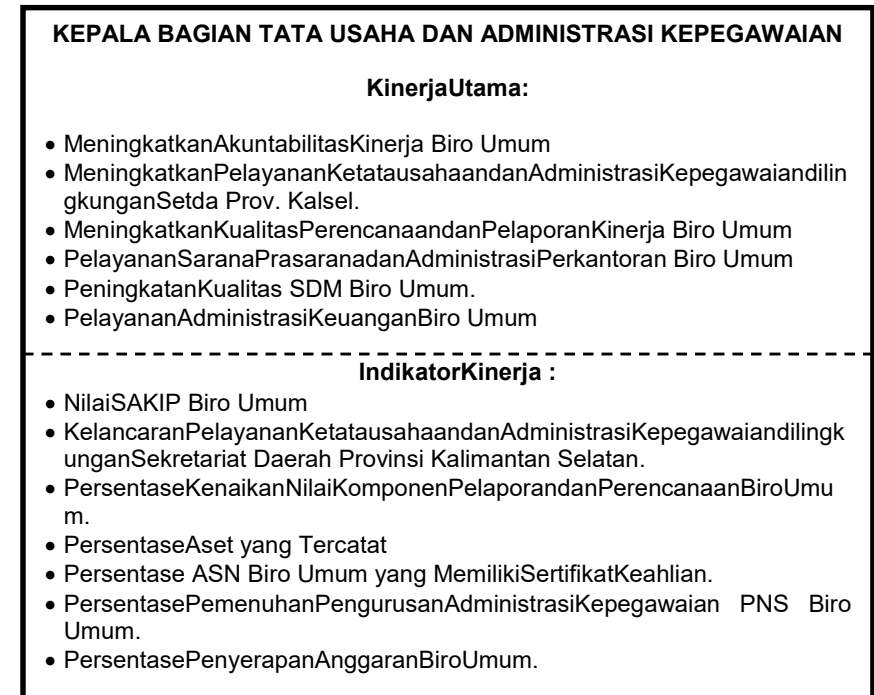 KEPALA BAGIAN TATA USAHA DAN ADMINISTRASI KEPEGAWAIAN
KinerjaUtama:
• MeningkatkanAkuntabilitasKinerja Biro Umum
• MeningkatkanPelayananKetatausahaandanAdministrasiKepegawaiandilin
gkunganSetda Prov. Kalsel.
• MeningkatkanKualitasPerencanaandanPelaporanKinerja Biro Umum
• PelayananSaranaPrasaranadanAdministrasiPerkantoran Biro Umum
• PeningkatanKualitas SDM Biro Umum.
• PelayananAdministrasiKeuanganBiro Umum
IndikatorKinerja :
• NilaiSAKIP Biro Umum
• KelancaranPelayananKetatausahaandanAdministrasiKepegawaiandilingk
unganSekretariat Daerah Provinsi Kalimantan Selatan.
• PersentaseKenaikanNilaiKomponenPelaporandanPerencanaanBiroUmu
m.
• PersentaseAset yang Tercatat
• Persentase ASN Biro Umum yang MemilikiSertifikatKeahlian.
• PersentasePemenuhanPengurusanAdministrasiKepegawaian PNS Biro
Umum.
• PersentasePenyerapanAnggaranBiroUmum.